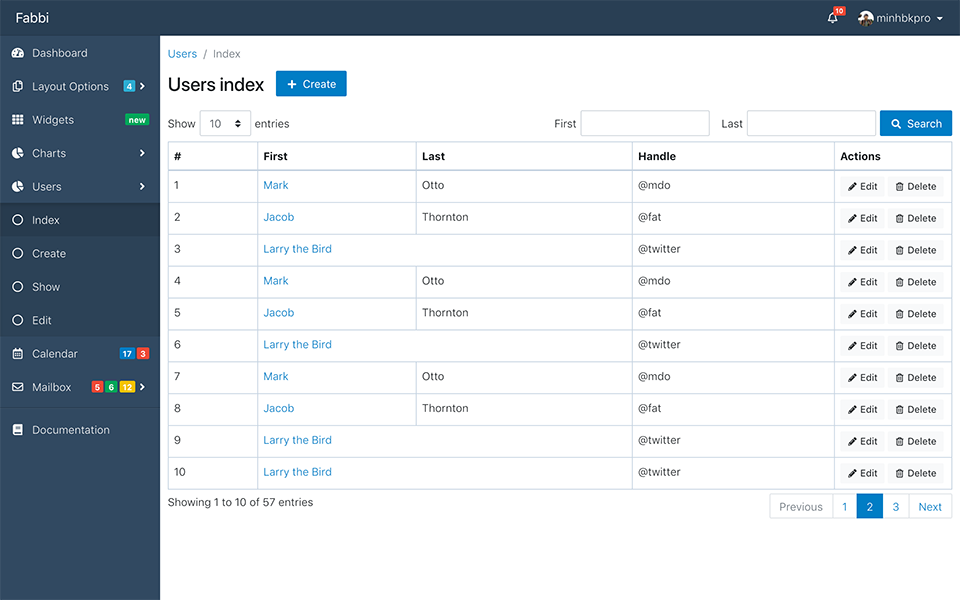 Fabbi
10 minhbkpro
Dashboard
Layout Options 4
Widgets new
Charts
Users
Index
Create
Show
Edit
Calendar 17 3
Mailbox 5 6 12
Documentation
Users / Index
Users index + Create
Show 10 entries First Last Search
# First Last Handle Actions
1 Mark Otto @mdo Edit Delete
2 Jacob Thornton @fat Edit Delete
3 Larry the Bird @twitter Edit Delete
4 Mark Otto @mdo Edit Delete
5 Jacob Thornton @fat Edit Delete
6 Larry the Bird @twitter Edit Delete
7 Mark Otto @mdo Edit Delete
8 Jacob Thornton @fat Edit Delete
9 Larry the Bird @twitter Edit Delete
10 Larry the Bird @twitter Edit Delete
Showing 1 to 10 of 57 entries
Previous 1 2 3 Next